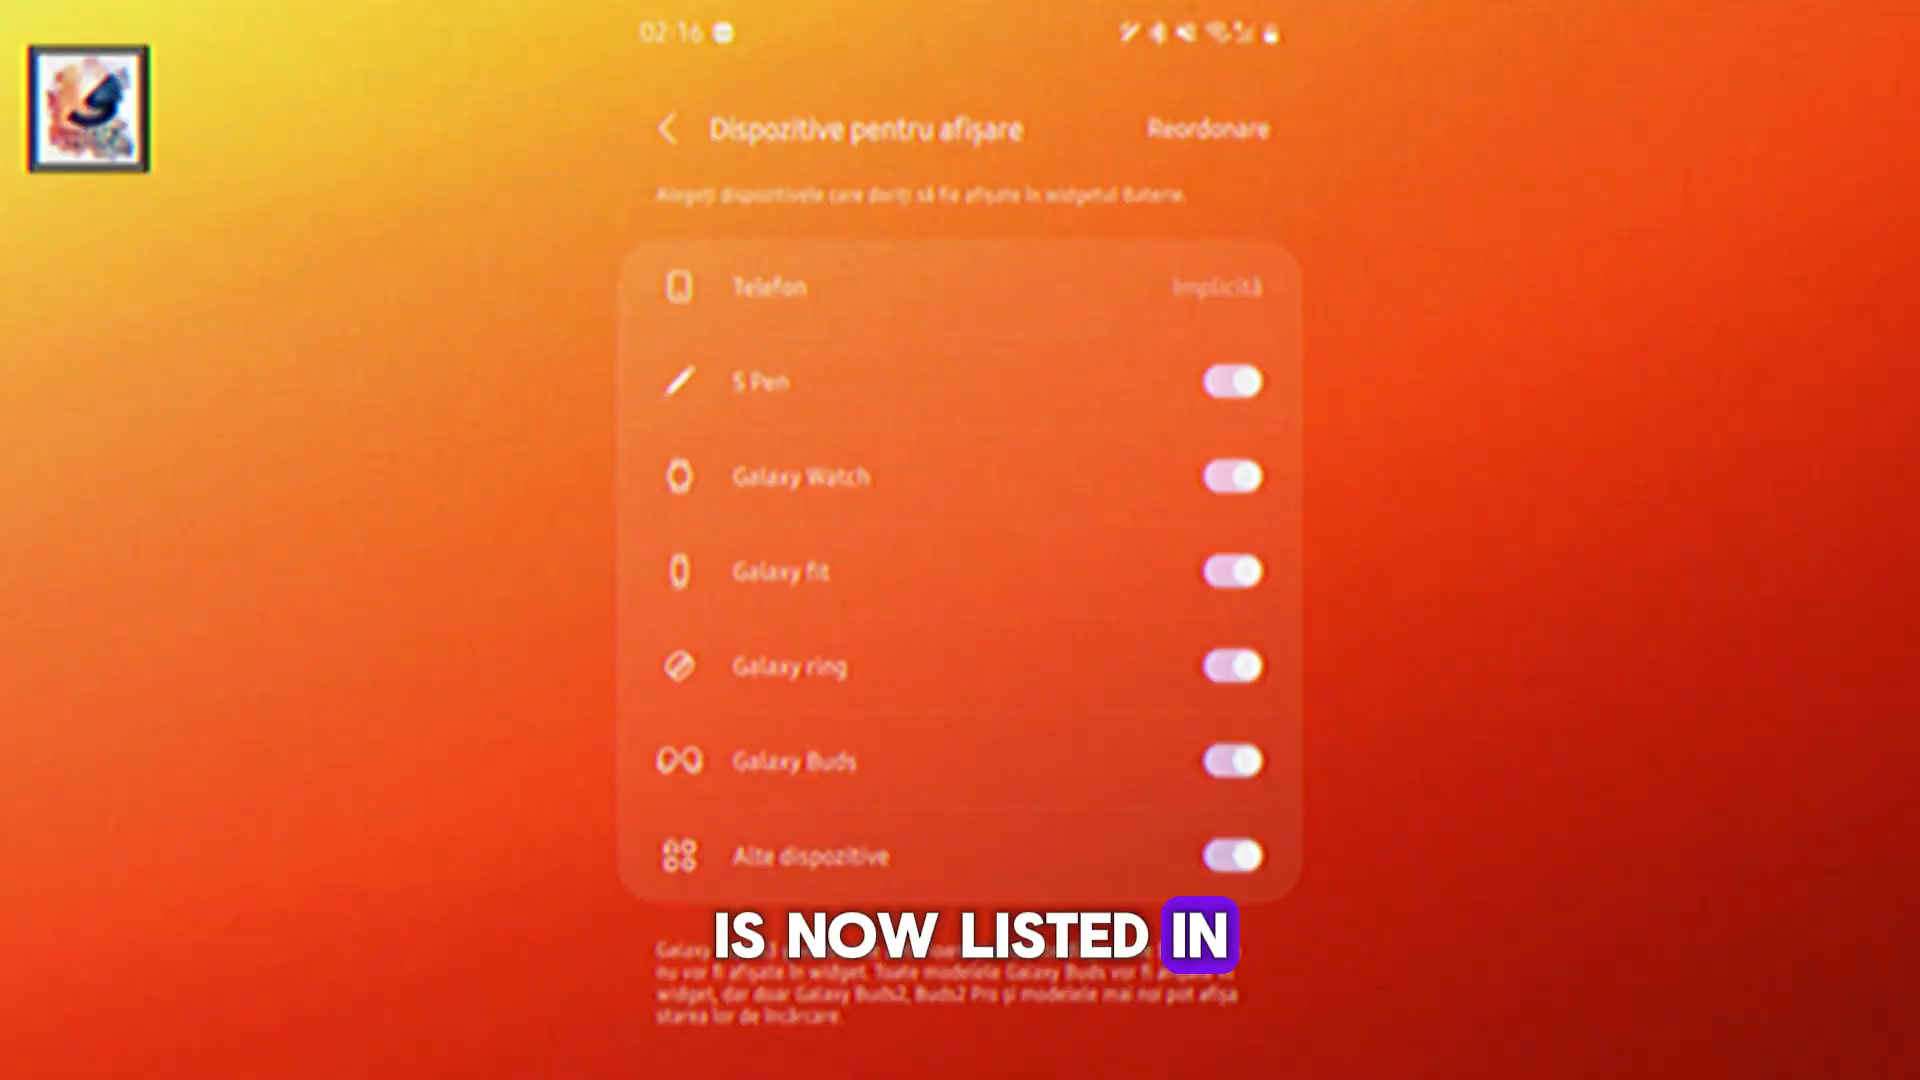 02:16
Dispozitive pentru afișare
Reordonare
Alegeți dispozitivele care doriți să fie afișate în widgetul Baterie.
Telefon
Implicită
S Pen
Galaxy Watch
Galaxy fit
Galaxy ring
Galaxy Buds
Alte dispozitive
IS NOW LISTED IN
Galaxy
nu vor fi afișate în widget. Toate modelele Galaxy Buds vor fi
widget, dar doar Galaxy Buds2, Buds2 Pro și modelele mai noi pot afișa
starea lor de încărcare.